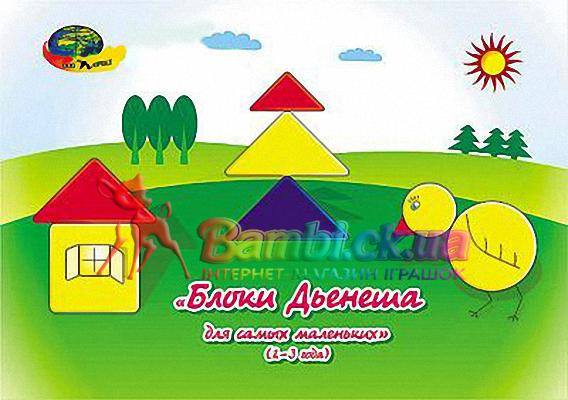 Bambi.ck.ua
ІНТЕРНЕТ-МАГАЗИН ІГРАШОК
«Блоки Дьенеша
для самых маленьких»
(2-3 года)